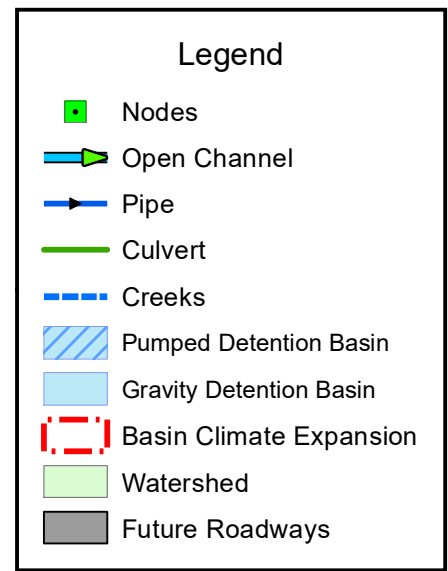 Legend
Nodes
Open Channel
Pipe
Culvert
Creeks
Pumped Detention Basin
Gravity Detention Basin
Basin Climate Expansion
Watershed
Future Roadways